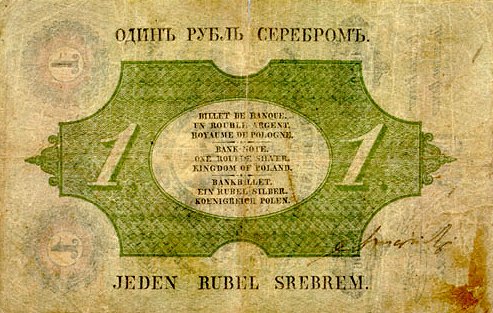 ОДИНЪ РУБЛЬ СЕРЕБРОМЪ.
BILLET DE BANQUE,
UN ROUBLE ARGENT,
ROYAUME DE POLOGNE.
BANK-NOTE,
ONE ROUBLE SILVER,
KINGDOM OF POLAND.
BANKBILLET,
EIN RUBEL SILBER,
KOENIGREICH POLEN.
1 1
JEDEN RUBEL SREBREM.